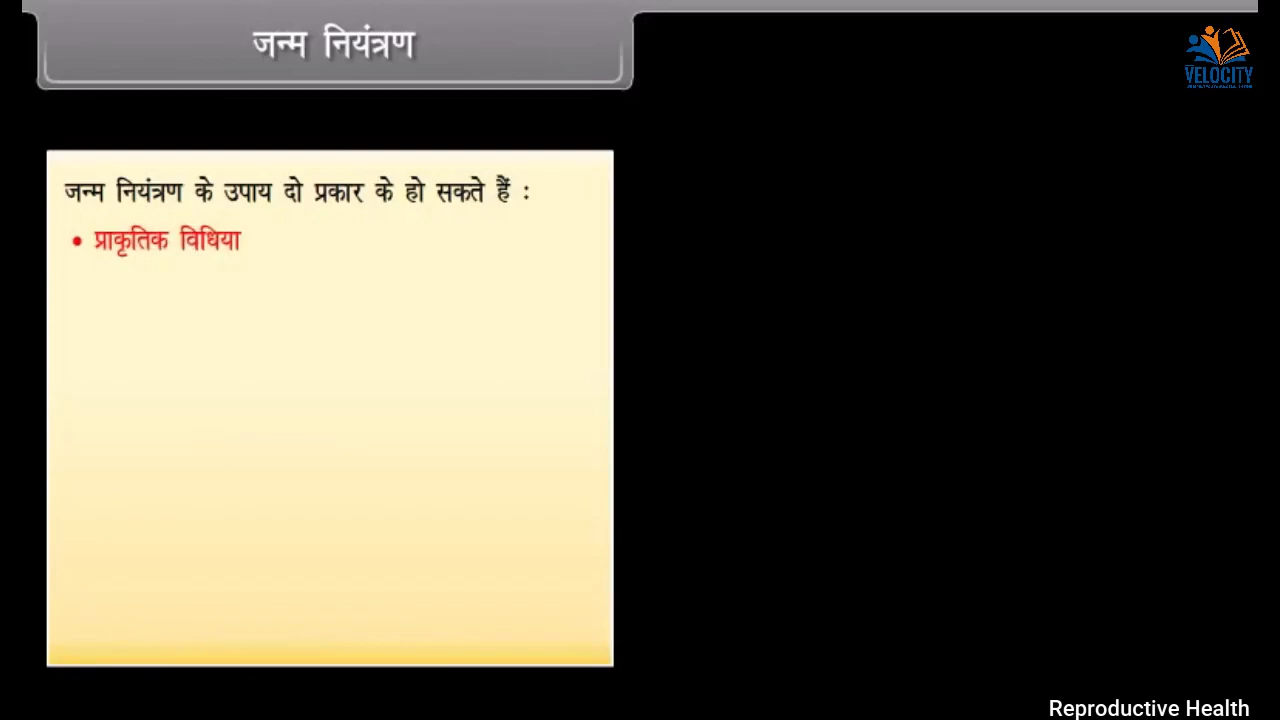 जन्म नियंत्रण
VELOCITY
जन्म नियंत्रण के उपाय दो प्रकार के हो सकते हैं :
• प्राकृतिक विधिया
Reproductive Health